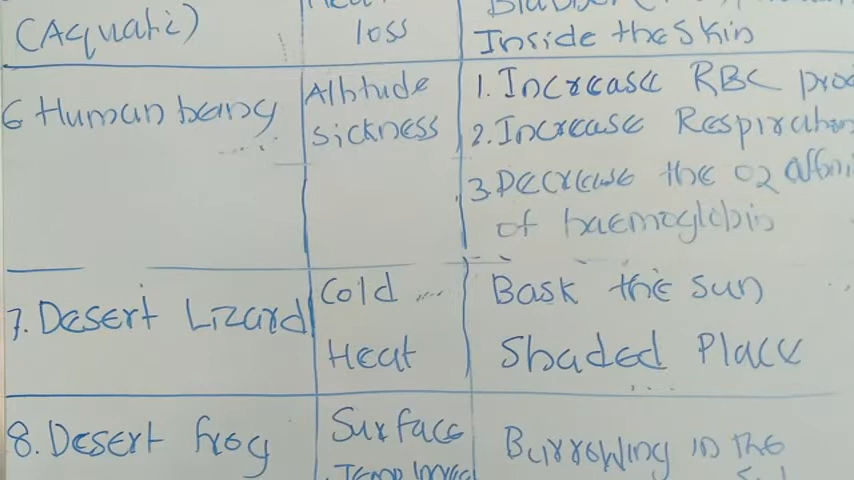 (Aquatic)
loss
Inside the Skin
6 Human being
Altitude
sickness
1. Increase RBC
2. Increase Respiration
3. Decrease the O2
of haemoglobin
7. Desert Lizard
Cold
Bask the sun
Heat
Shaded Place
8. Desert frog
Surface
Burrowing in the